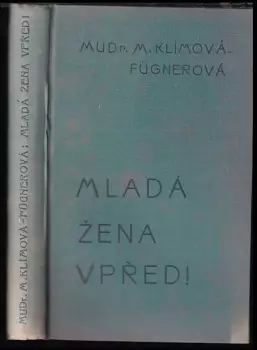 MUDr. M. KLÍMOVÁ-FÜGNEROVÁ: MLADÁ ŽENA VPŘED!
MUDr. M. KLÍMOVÁ-
FÜGNEROVÁ
MLADÁ
ŽENA
VPŘED!